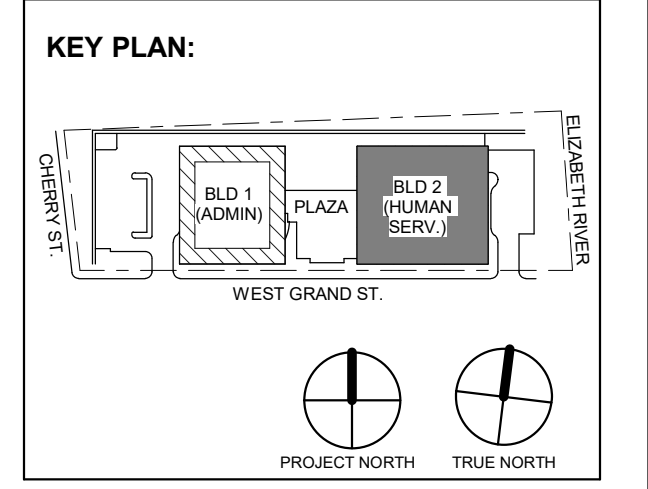 KEY PLAN:
CHERRY ST.
BLD 1
(ADMIN)
PLAZA
BLD 2
(HUMAN
SERV.)
ELIZABETH RIVER
WEST GRAND ST.
PROJECT NORTH
TRUE NORTH